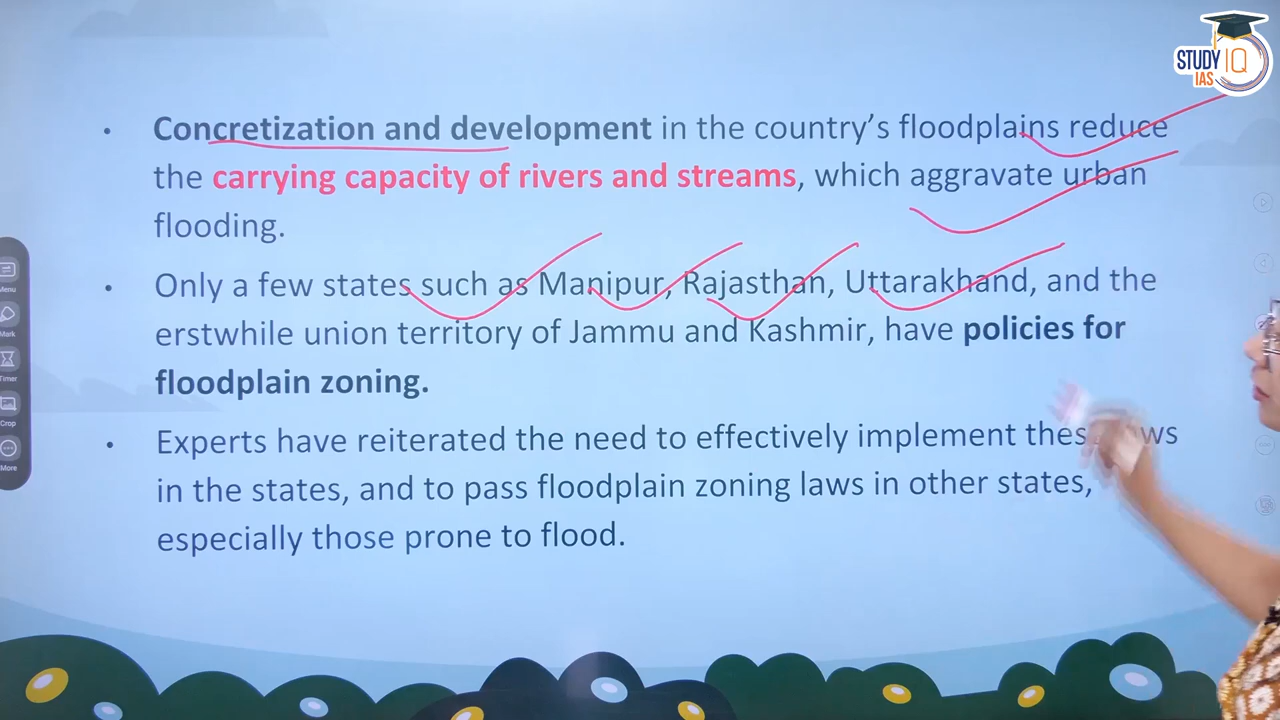 STUDY IQ
IAS
• Concretization and development in the country's floodplains reduce
the carrying capacity of rivers and streams, which aggravate urban
flooding.
• Only a few states such as Manipur, Rajasthan, Uttarakhand, and the
erstwhile union territory of Jammu and Kashmir, have policies for
floodplain zoning.
• Experts have reiterated the need to effectively implement
in the states, and to pass floodplain zoning laws in other states,
especially those prone to flood.
Menu
Mark
Timer
Crop
More